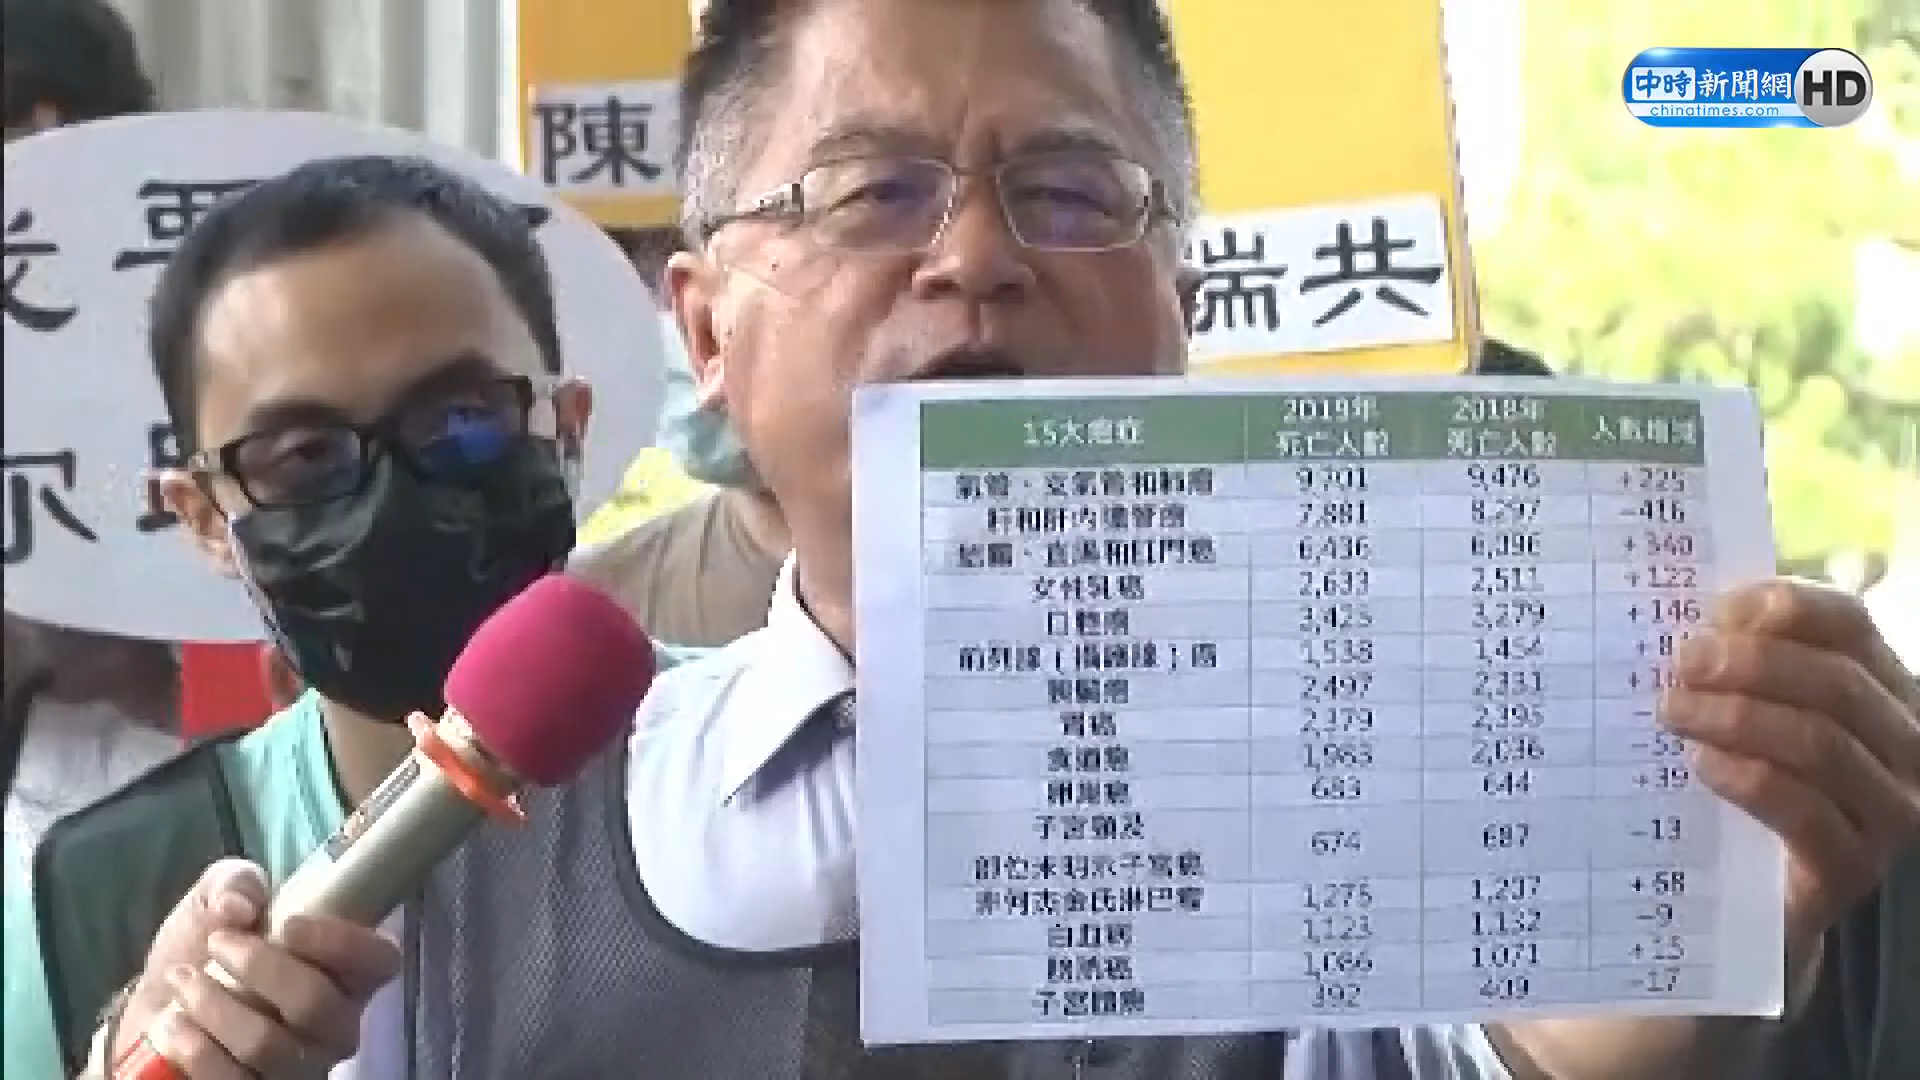 中時 新聞網 HD
chinatimes.com
陳
瑞共
15大癌症 2019年死亡人數 2018年死亡人數 人數增減
氣管、支氣管和肺癌 9,701 9,476 +225
肝和肝內膽管癌 7,881 8,297 −416
結腸、直腸和肛門癌 6,436 6,096 +340
女性乳癌 2,633 2,511 +122
口腔癌 3,425 3,279 +146
前列腺(攝護腺)癌 1,538 1,454
胰臟癌 2,497 2,331
胃癌 2,379 2,395
食道癌 1,983 2,036 −53
卵巢癌 683 644 +39
子宮頸及
部位未明示子宮癌 674 687 −13
非何杰金氏淋巴瘤 1,275 1,207 +68
白血病 1,123 1,132 −9
膀胱癌 1,086 1,071 +15
子宮體癌 392 409 −17